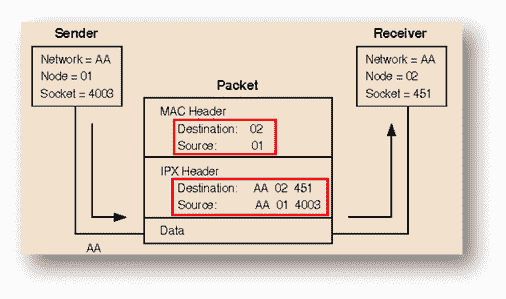 Sender
Network = AA
Node = 01
Socket = 4003
Receiver
Network = AA
Node = 02
Socket = 451
Packet
MAC Header
Destination: 02
Source: 01
IPX Header
Destination: AA 02 451
Source: AA 01 4003
Data
AA